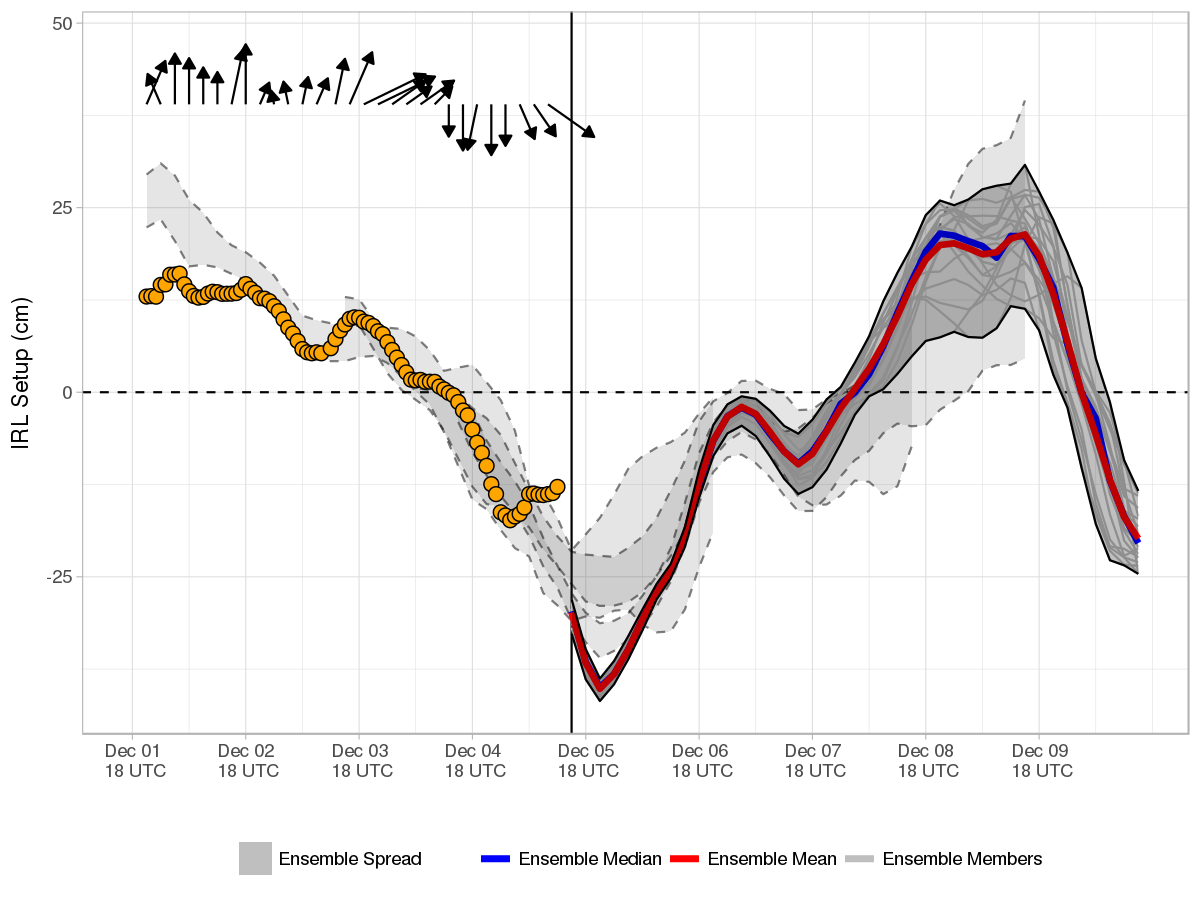 50
25
0
-25
IRL Setup (cm)
Dec 01 Dec 02 Dec 03 Dec 04 Dec 05 Dec 06 Dec 07 Dec 08 Dec 09
18 UTC 18 UTC 18 UTC 18 UTC 18 UTC 18 UTC 18 UTC 18 UTC 18 UTC
Ensemble Spread Ensemble Median Ensemble Mean Ensemble Members